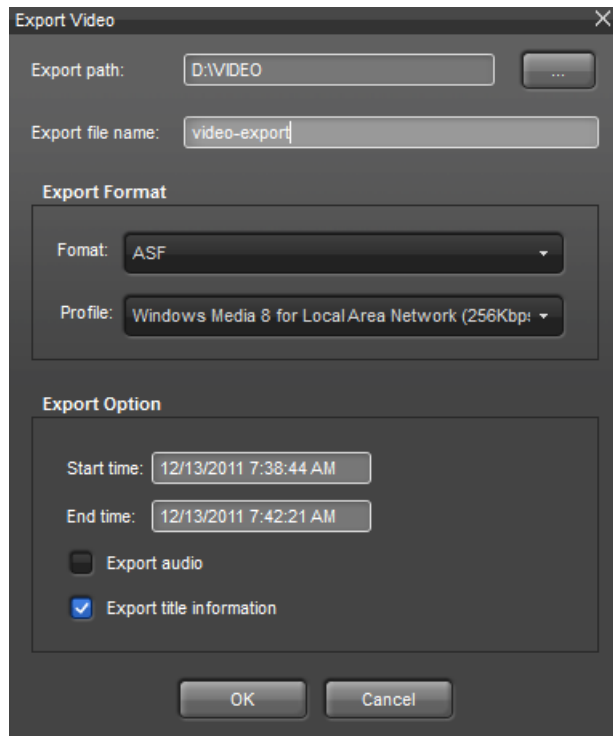 Export Video
Export path: D:\VIDEO ...
Export file name: video-export
Export Format
Fomat: ASF
Profile: Windows Media 8 for Local Area Network (256Kbp
Export Option
Start time: 12/13/2011 7:38:44 AM
End time: 12/13/2011 7:42:21 AM
Export audio
Export title information
OK Cancel